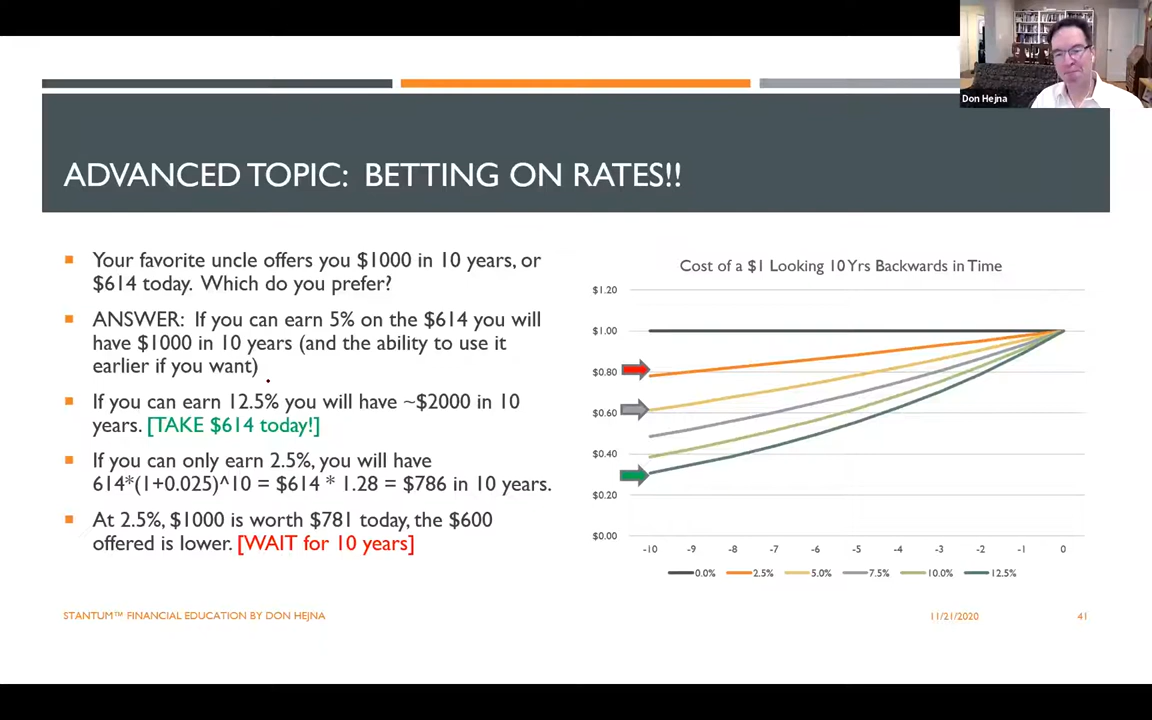 Don Hejna
ADVANCED TOPIC: BETTING ON RATES!!
Your favorite uncle offers you $1000 in 10 years, or
$614 today. Which do you prefer?
ANSWER: If you can earn 5% on the $614 you will
have $1000 in 10 years (and the ability to use it
earlier if you want)
If you can earn 12.5% you will have ~$2000 in 10
years. [TAKE $614 today!]
If you can only earn 2.5%, you will have
614*(1+0.025)^10 = $614 * 1.28 = $786 in 10 years.
At 2.5%, $1000 is worth $781 today, the $600
offered is lower. [WAIT for 10 years]
Cost of a $1 Looking 10 Yrs Backwards in Time
$1.20
$1.00
$0.80
$0.60
$0.40
$0.20
$0.00
-10 -9 -8 -7 -6 -5 -4 -3 -2 -1 0
0.0% 2.5% 5.0% 7.5% 10.0% 12.5%
STANTUM™ FINANCIAL EDUCATION BY DON HEJNA
11/21/2020 41